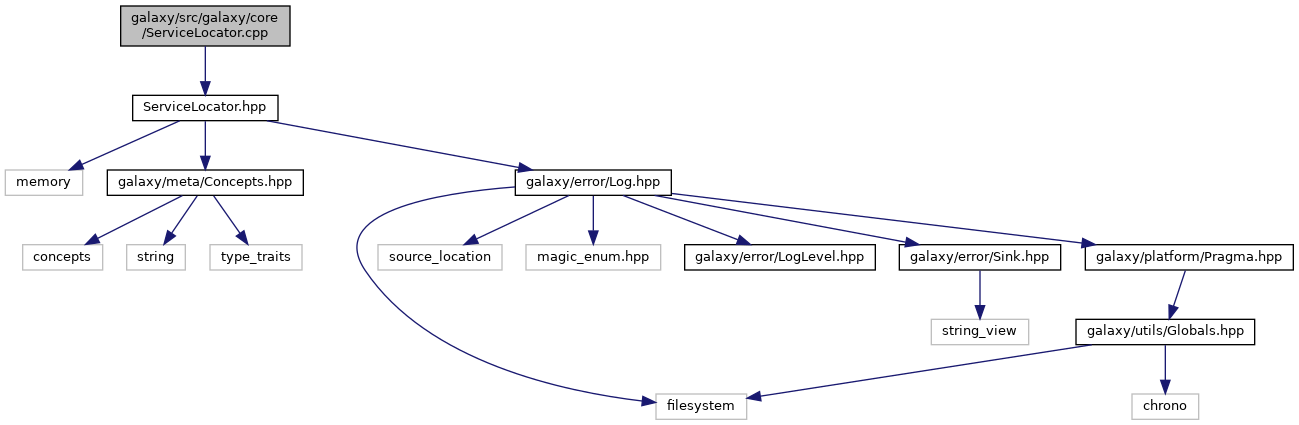 galaxy/src/galaxy/core
/ServiceLocator.cpp
ServiceLocator.hpp
memory
galaxy/meta/Concepts.hpp
galaxy/error/Log.hpp
concepts
string
type_traits
source_location
magic_enum.hpp
galaxy/error/LogLevel.hpp
galaxy/error/Sink.hpp
galaxy/platform/Pragma.hpp
string_view
galaxy/utils/Globals.hpp
filesystem
chrono